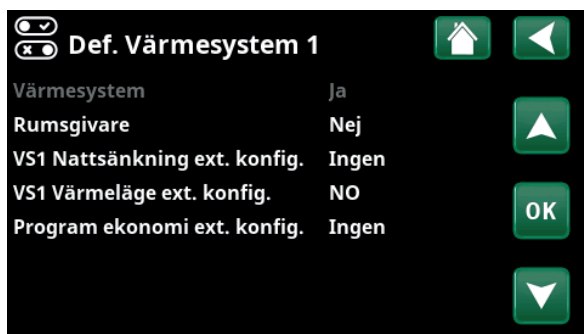 Def. Värmesystem 1
Värmesystem Ja
Rumsgivare Nej
VS1 Nattsänkning ext. konfig. Ingen
VS1 Värmeläge ext. konfig. NO
OK
Program ekonomi ext. konfig. Ingen